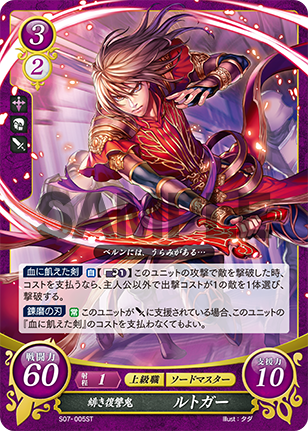 3
2
SAMPLE
ベルンには、うらみがある…
血に飢えた剣 自 【 1】このユニットの攻撃で敵を撃破した時、
コストを支払うなら、主人公以外で出撃コストが1の敵を1体選び、
撃破する。
錬磨の刃 常 このユニットが に支援されている場合、このユニットの
『血に飢えた剣』のコストは支払わなくてもよい。
戦闘力
60
射程
1
上級職
ソードマスター
支援力
10
緋き復讐鬼
ルトガー
S07-005ST
Illust:タダ